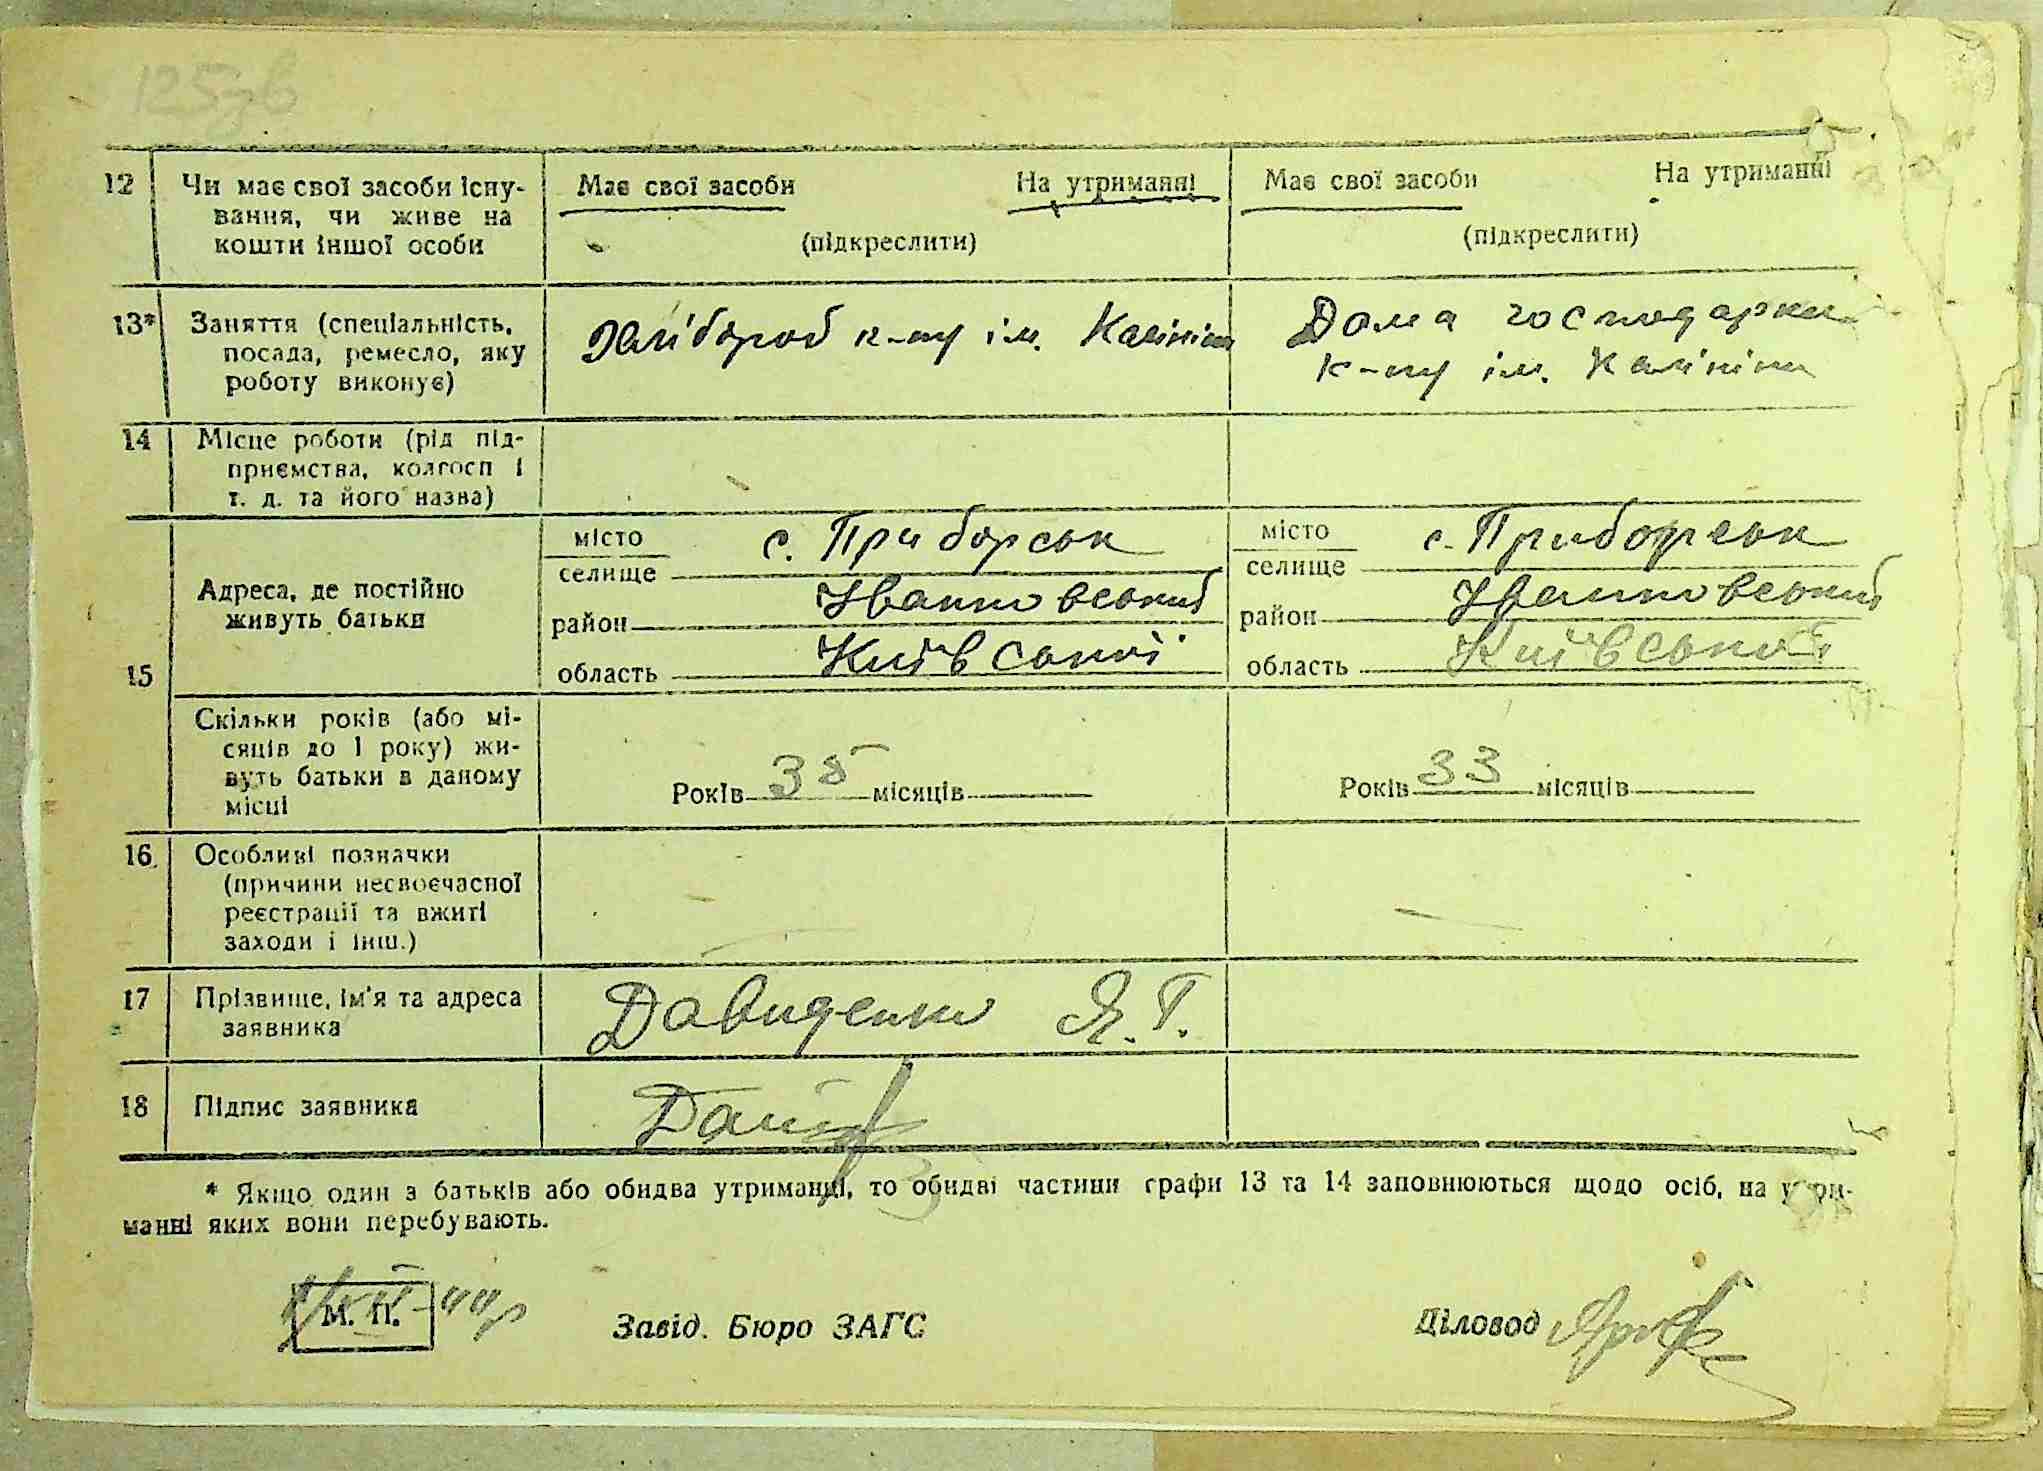 125зв
12 Чи має свої засоби існу- Має свої засоби На утриманні Має свої засоби На утриманні
вання, чи живе на
кошти іншої особи (підкреслити) (підкреслити)
13* Заняття (спеціальність, Хлібороб к-пу ім. Калініна Дома господарки
посада, ремесло, яку к-пу ім. Калініна
роботу виконує)
14 Місце роботи (рід під-
приємства, колгосп і
т. д. та його назва)
15 Адреса, де постійно
живуть батьки
місто с. Приборськ місто с. Приборськ
селище селище
район Іванковський район Іванковський
область Київської область Київської
Скільки років (або мі-
сяців до 1 року) жи-
вуть батьки в даному
місці
Років 35 місяців Років 33 місяців
16 Особливі позначки
(причини несвоєчасної
реєстрації та вжиті
заходи і інш.)
17 Прізвище, ім'я та адреса Давиденко Я. Г.
заявника
18 Підпис заявника
* Якщо один з батьків або обидва утриманці, то обидві частини графи 13 та 14 заповнюються щодо осіб, на утри-
манні яких вони перебувають.
М. П. Завід. Бюро ЗАГС Діловод